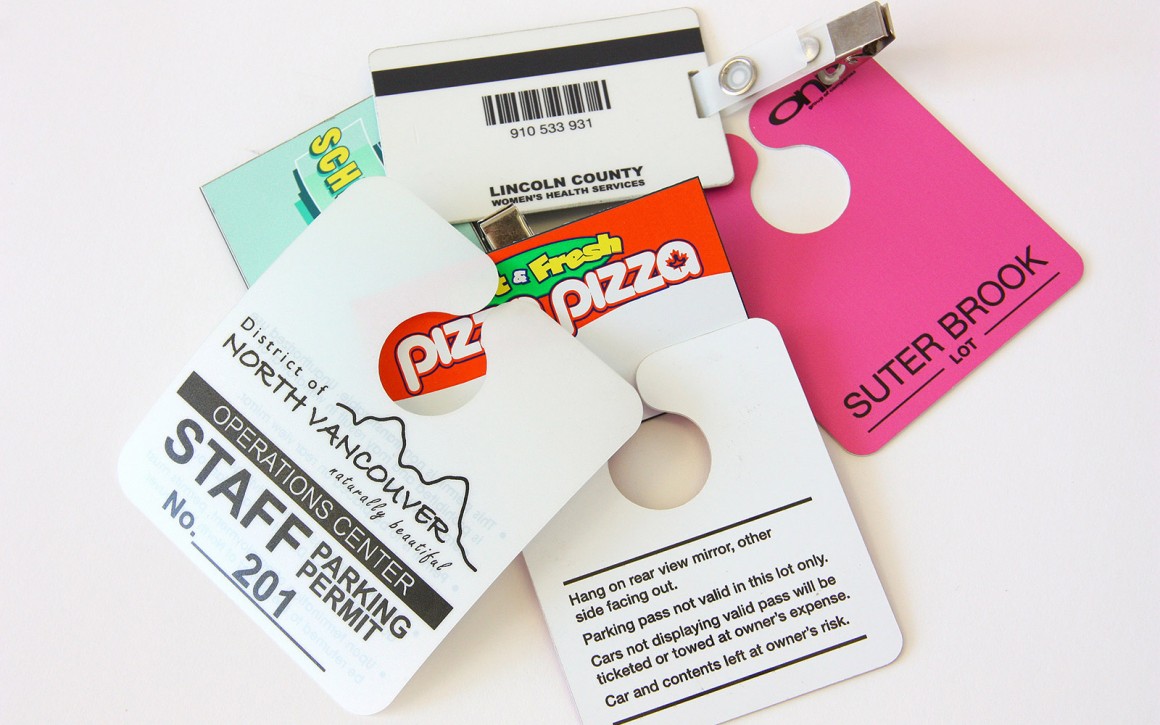 910 533 931
LINCOLN COUNTY
WOMEN'S HEALTH SERVICES
SUTER BROOK
LOT
& Fresh
pizza
District of
NORTH VANCOUVER
naturally beautiful
OPERATIONS CENTER
STAFF PARKING
PERMIT
No. 201
Hang on rear view mirror, other
side facing out.
Parking pass not valid in this lot only.
Cars not displaying valid pass will be
ticketed or towed at owner's expense.
Car and contents left at owner's risk.